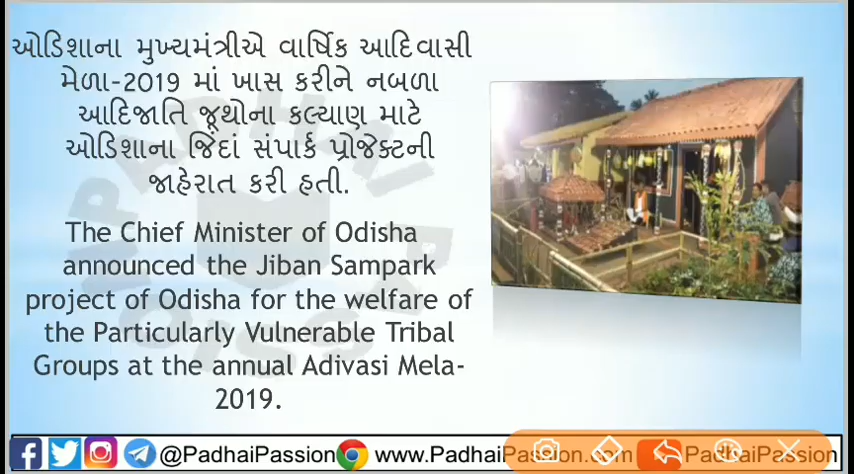 ઓડિશાના મુખ્યમંત્રીએ વાર્ષિક આદિવાસી
મેળા-2019 માં ખાસ કરીને નબળા
આદિજાતિ જૂથોના કલ્યાણ માટે
ઓડિશાના જિંદાં સંપાર્ક પ્રોજેક્ટની
જાહેરાત કરી હતી.
The Chief Minister of Odisha
announced the Jiban Sampark
project of Odisha for the welfare of
the Particularly Vulnerable Tribal
Groups at the annual Adivasi Mela-
2019.
@PadhaiPassion www.PadhaiPassion.com PadhaiPassion